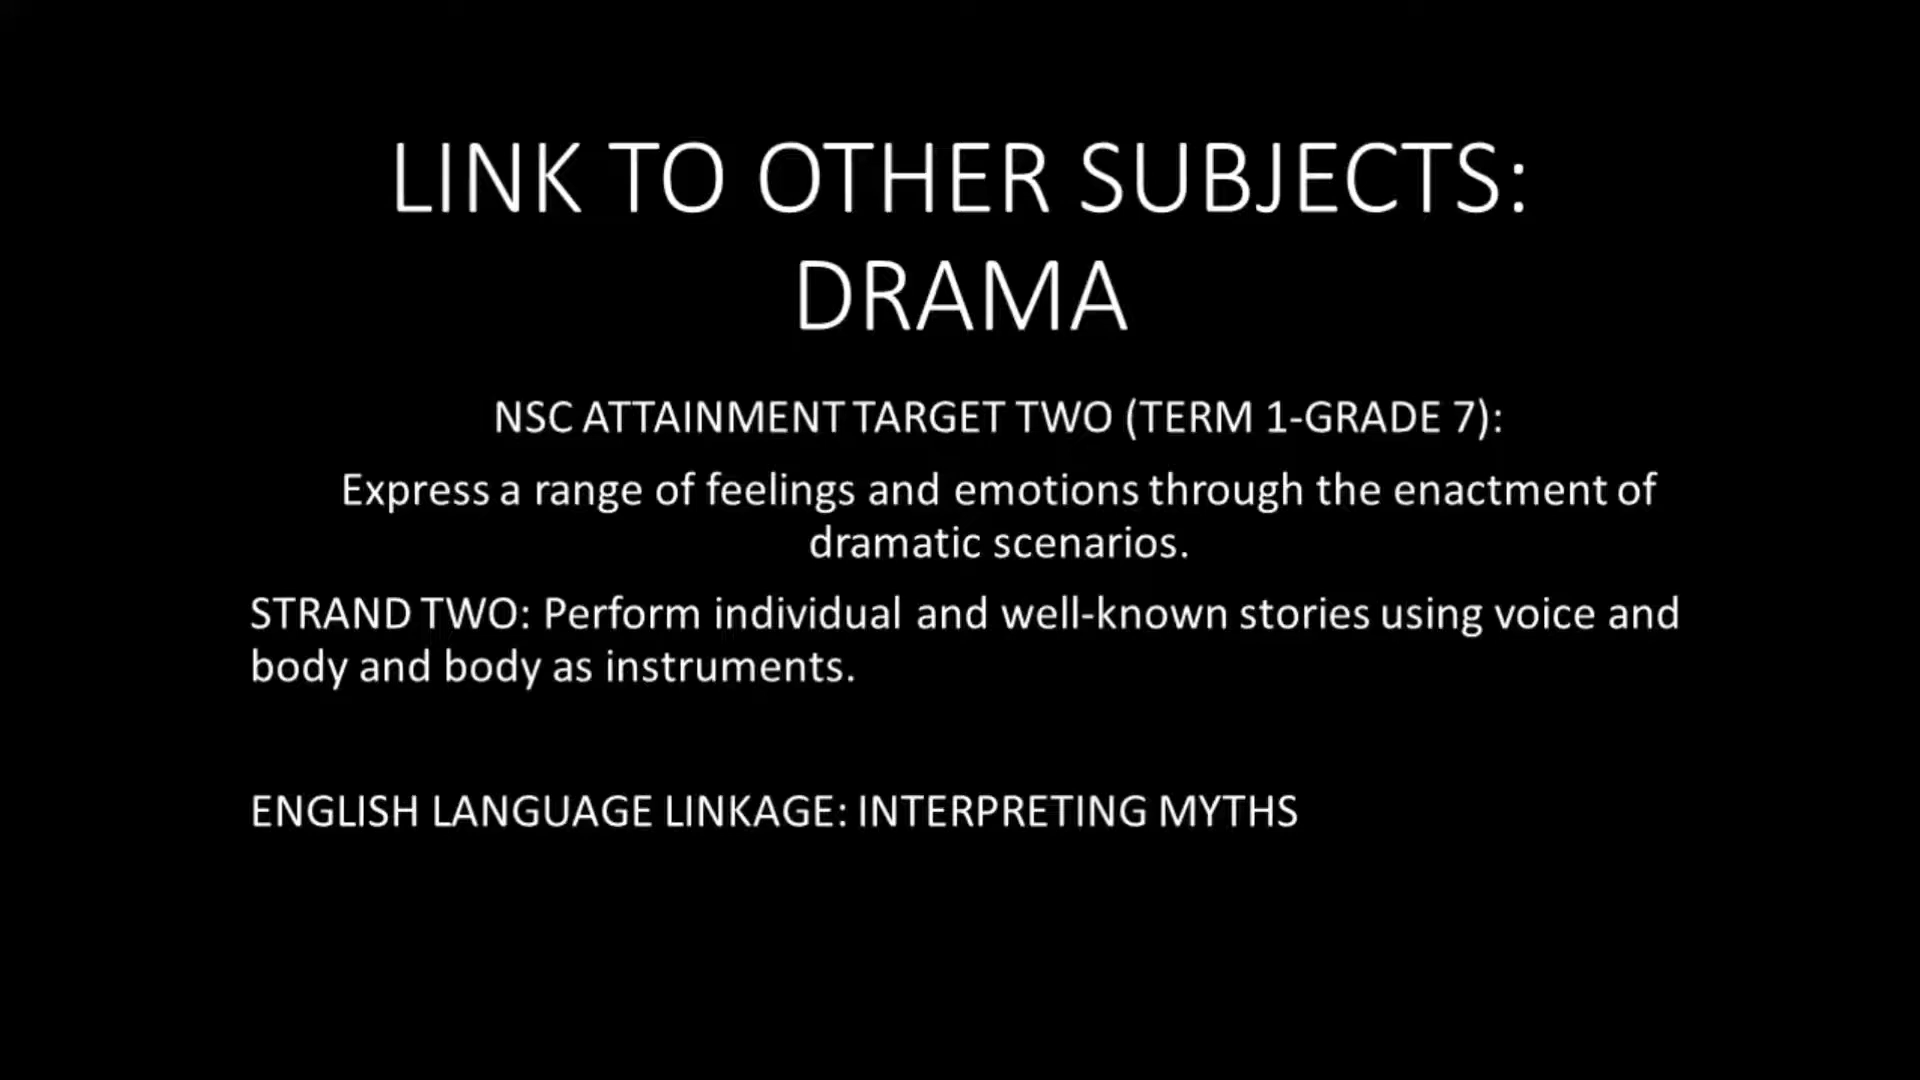 LINK TO OTHER SUBJECTS:
DRAMA
NSC ATTAINMENT TARGET TWO (TERM 1-GRADE 7):
Express a range of feelings and emotions through the enactment of
dramatic scenarios.
STRAND TWO: Perform individual and well-known stories using voice and
body and body as instruments.
ENGLISH LANGUAGE LINKAGE: INTERPRETING MYTHS